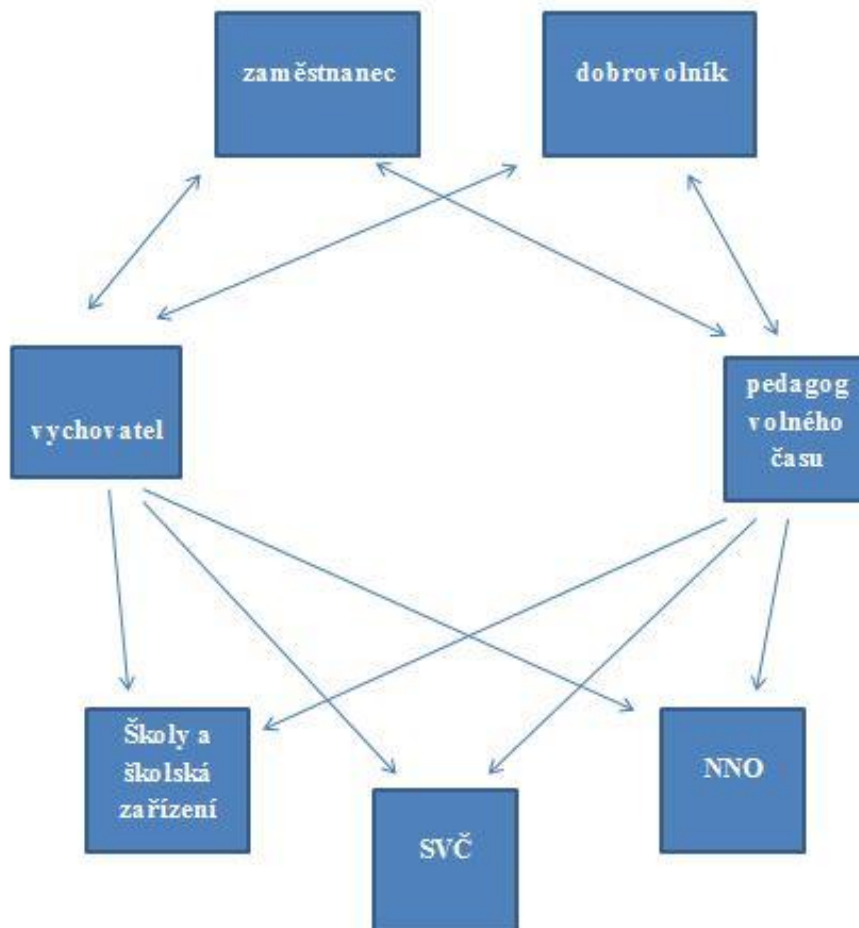 zaměstnanec
dobrovolník
vychovatel
pedagog
volného
času
Školy a
školská
zařízení
SVČ
NNO